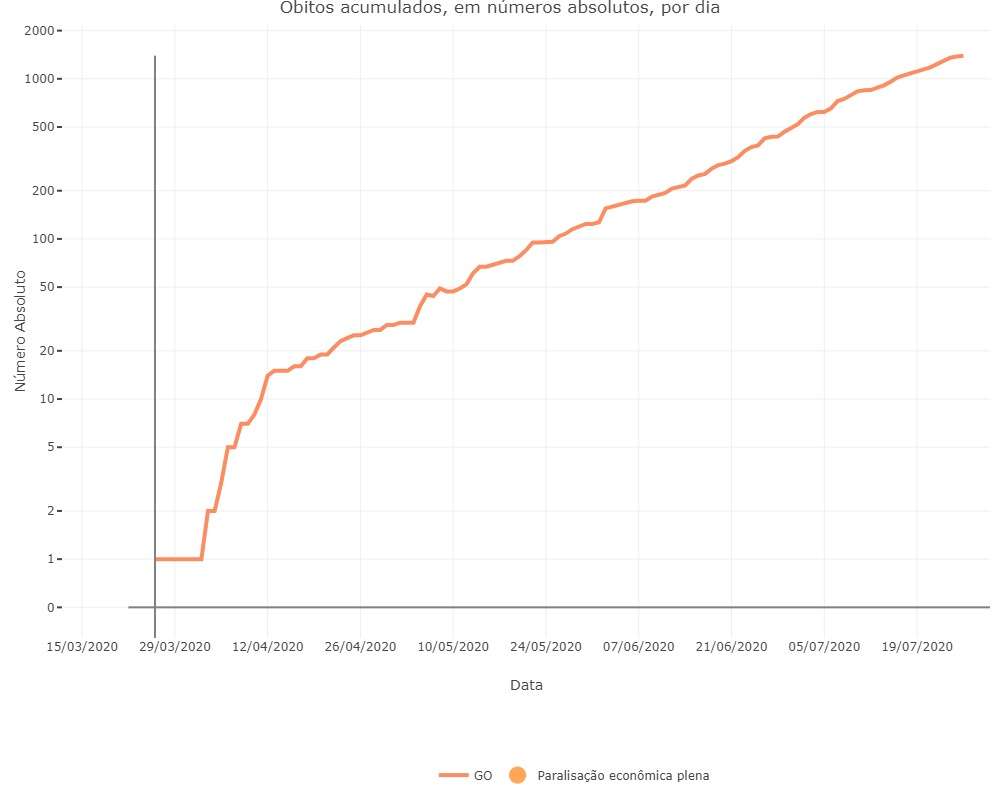 Óbitos acumulados, em números absolutos, por dia
2000
1000
500
200
100
50
20
10
5
2
1
0
Número Absoluto
15/03/2020 29/03/2020 12/04/2020 26/04/2020 10/05/2020 24/05/2020 07/06/2020 21/06/2020 05/07/2020 19/07/2020
Data
GO Paralisação econômica plena